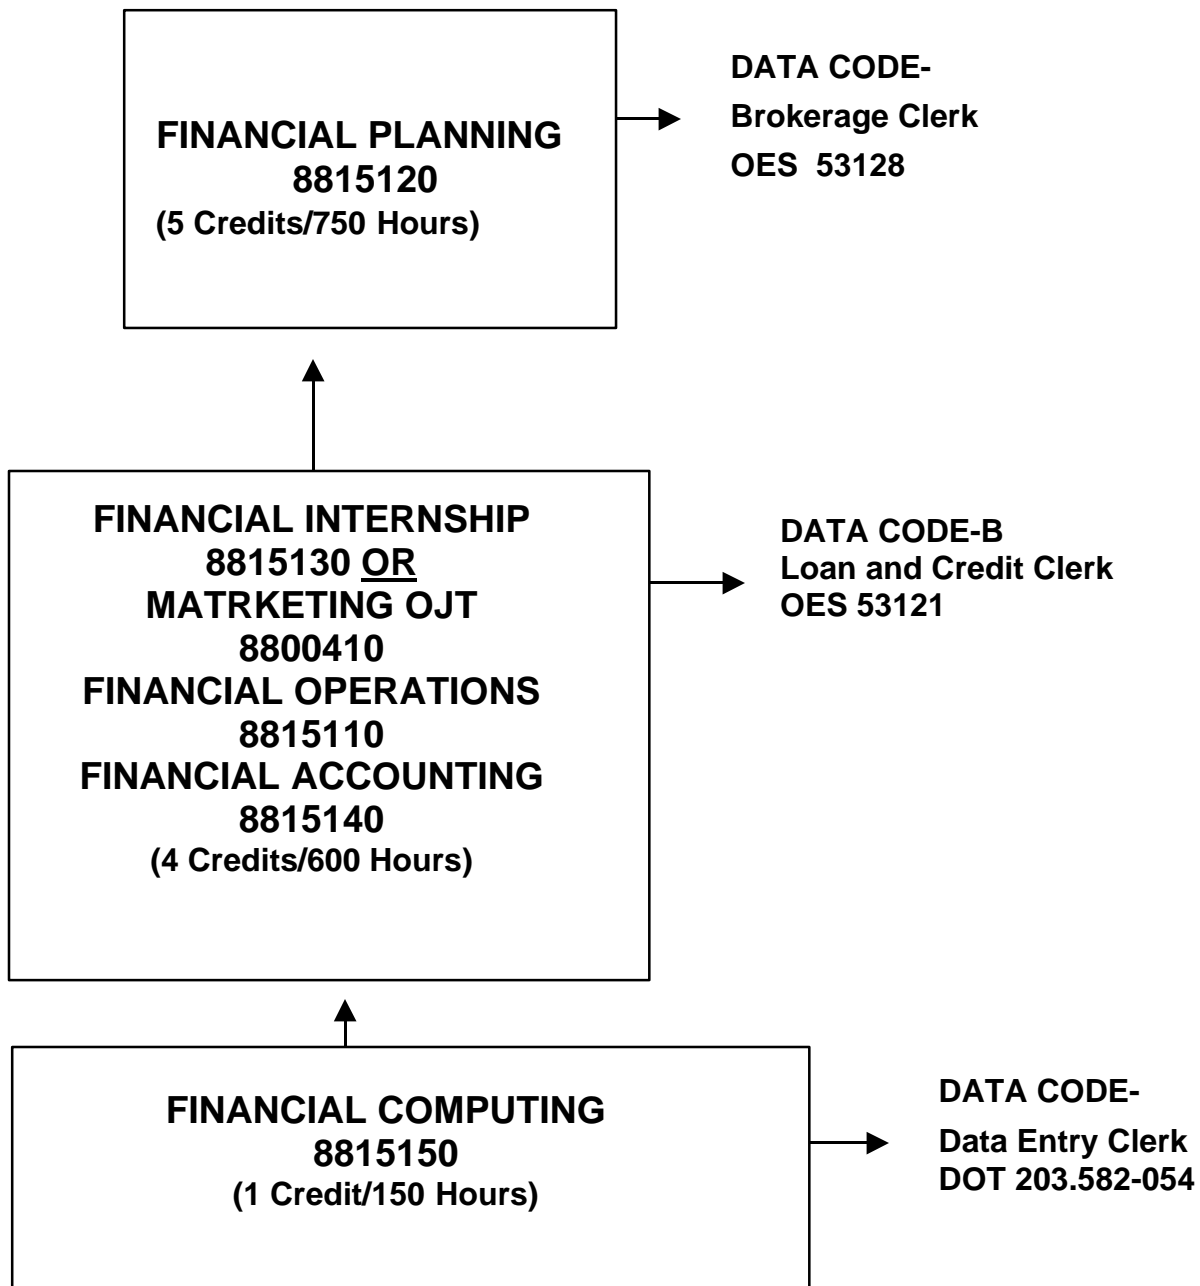 FINANCIAL PLANNING
8815120
(5 Credits/750 Hours)
DATA CODE-
Brokerage Clerk
OES 53128
FINANCIAL INTERNSHIP
8815130 OR
MATRKETING OJT
8800410
FINANCIAL OPERATIONS
8815110
FINANCIAL ACCOUNTING
8815140
(4 Credits/600 Hours)
DATA CODE-B
Loan and Credit Clerk
OES 53121
FINANCIAL COMPUTING
8815150
(1 Credit/150 Hours)
DATA CODE-
Data Entry Clerk
DOT 203.582-054